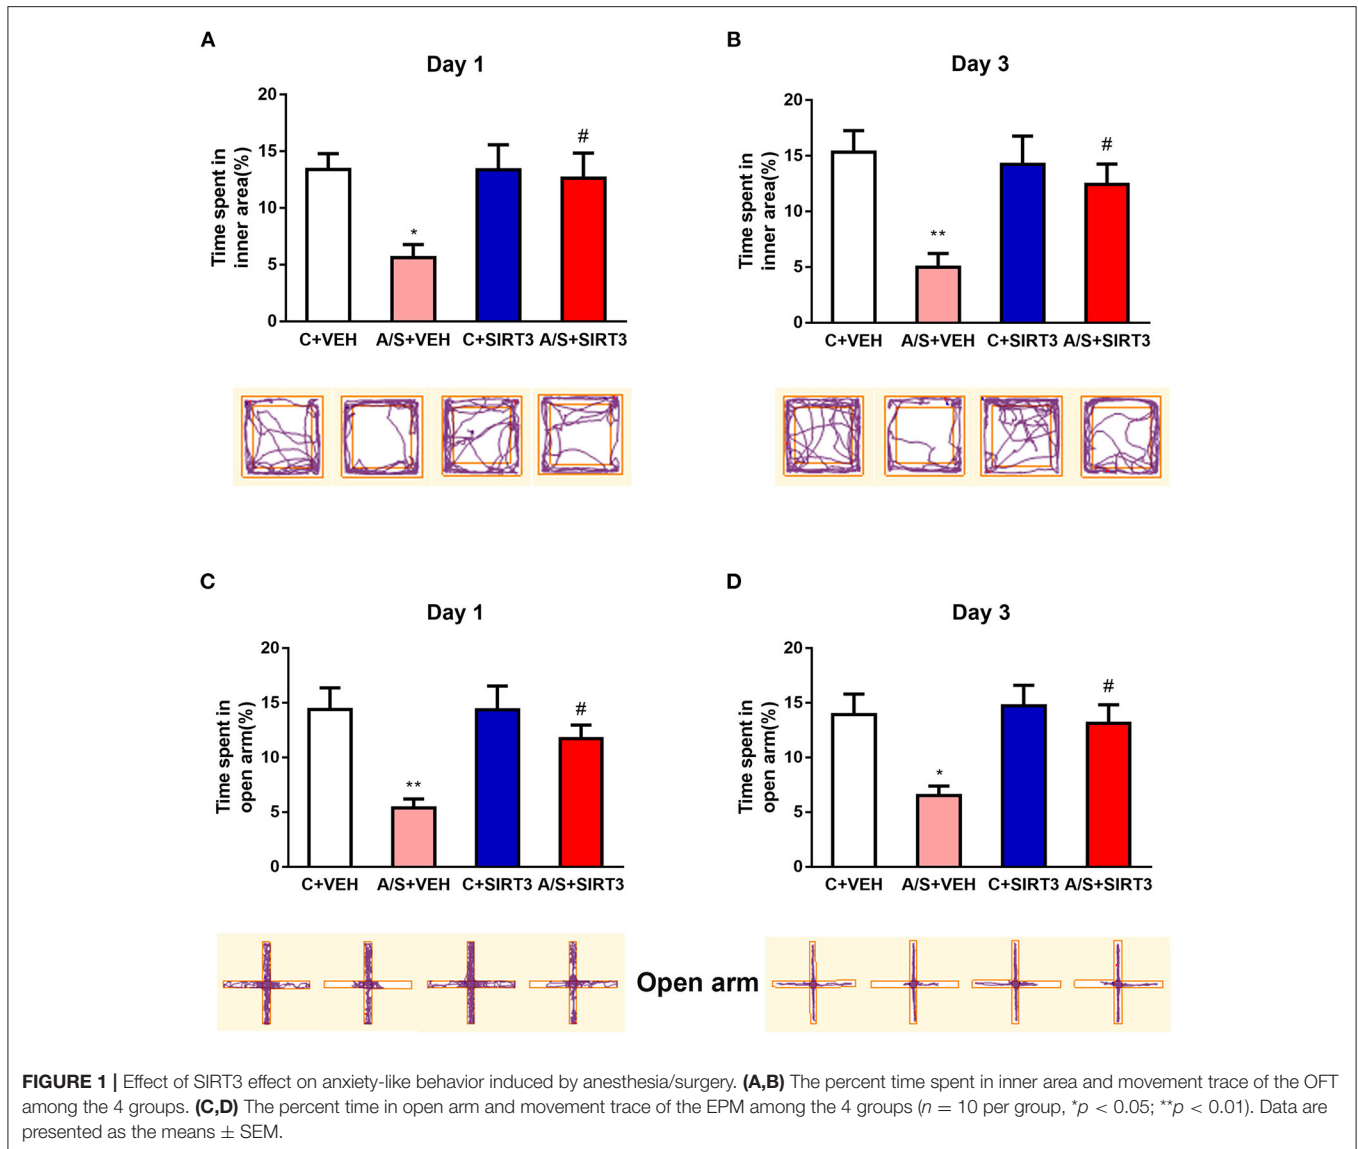 A
Day 1
20
15
10
5
0
Time spent in
inner area(%)
*
#
C+VEH A/S+VEH C+SIRT3 A/S+SIRT3
B
Day 3
20
15
10
5
0
Time spent in
inner area(%)
**
#
C+VEH A/S+VEH C+SIRT3 A/S+SIRT3
C
Day 1
20
15
10
5
0
Time spent in
open arm(%)
**
#
C+VEH A/S+VEH C+SIRT3 A/S+SIRT3
D
Day 3
20
15
10
5
0
Time spent in
open arm(%)
*
#
C+VEH A/S+VEH C+SIRT3 A/S+SIRT3
Open arm
FIGURE 1 | Effect of SIRT3 effect on anxiety-like behavior induced by anesthesia/surgery. (A,B) The percent time spent in inner area and movement trace of the OFT
among the 4 groups. (C,D) The percent time in open arm and movement trace of the EPM among the 4 groups (n = 10 per group, *p < 0.05; **p < 0.01). Data are
presented as the means ± SEM.